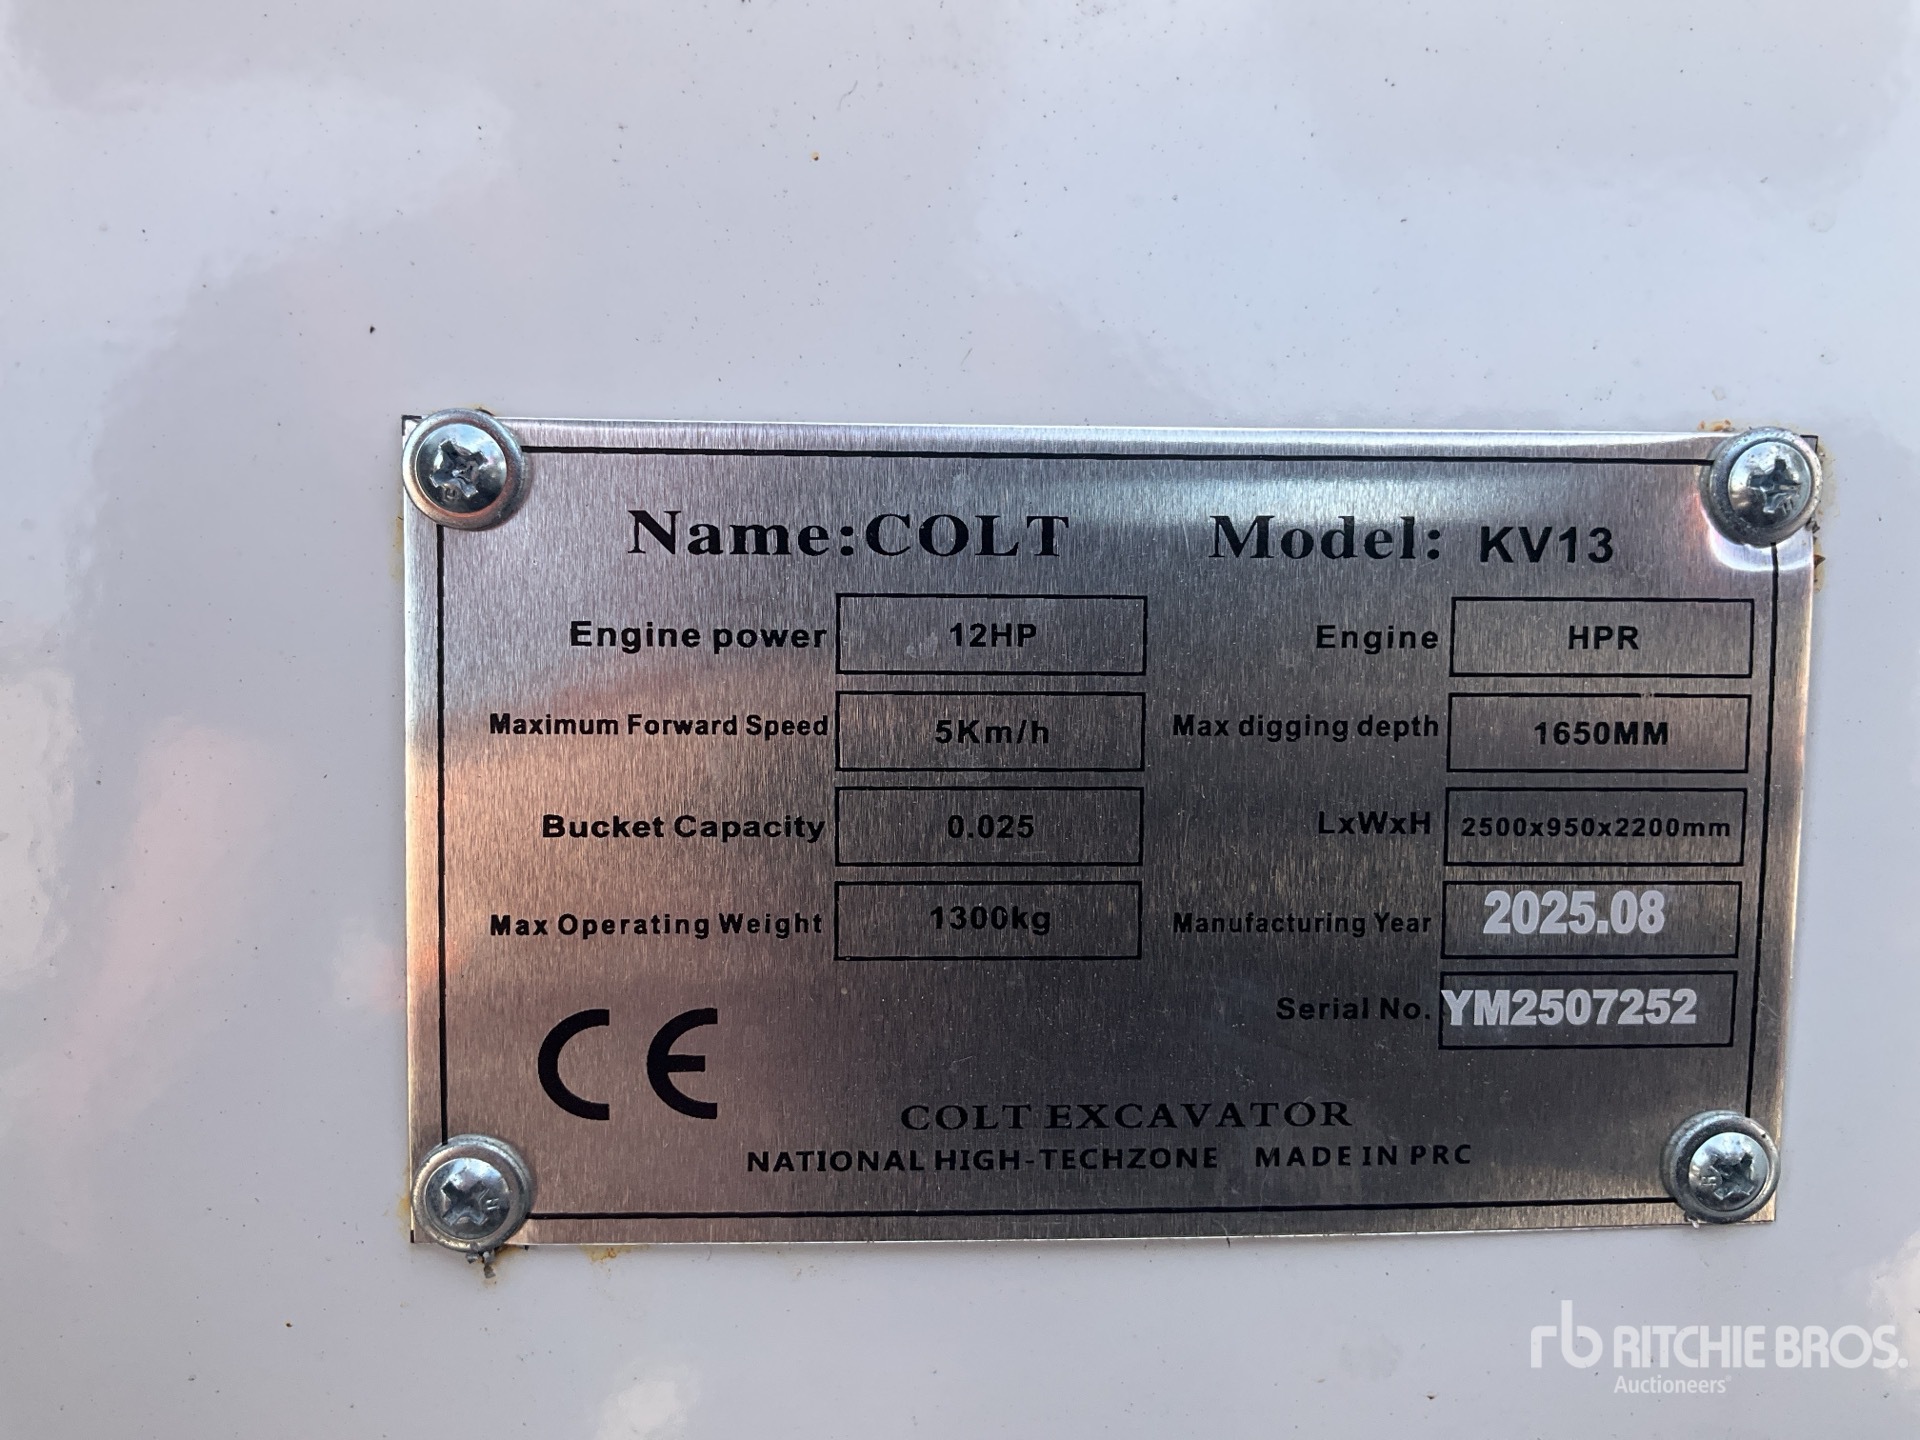 Name:COLT Model: KV13
Engine power 12HP Engine HPR
Maximum Forward Speed 5Km/h Max digging depth 1650MM
Bucket Capacity 0.025 LxWxH 2500x950x2200mm
Max Operating Weight 1300kg Manufacturing Year 2025.08
Serial No. YM2507252
CE
COLT EXCAVATOR
NATIONAL HIGH-TECHZONE MADE IN PRC
rb RITCHIE BROS.
Auctioneers